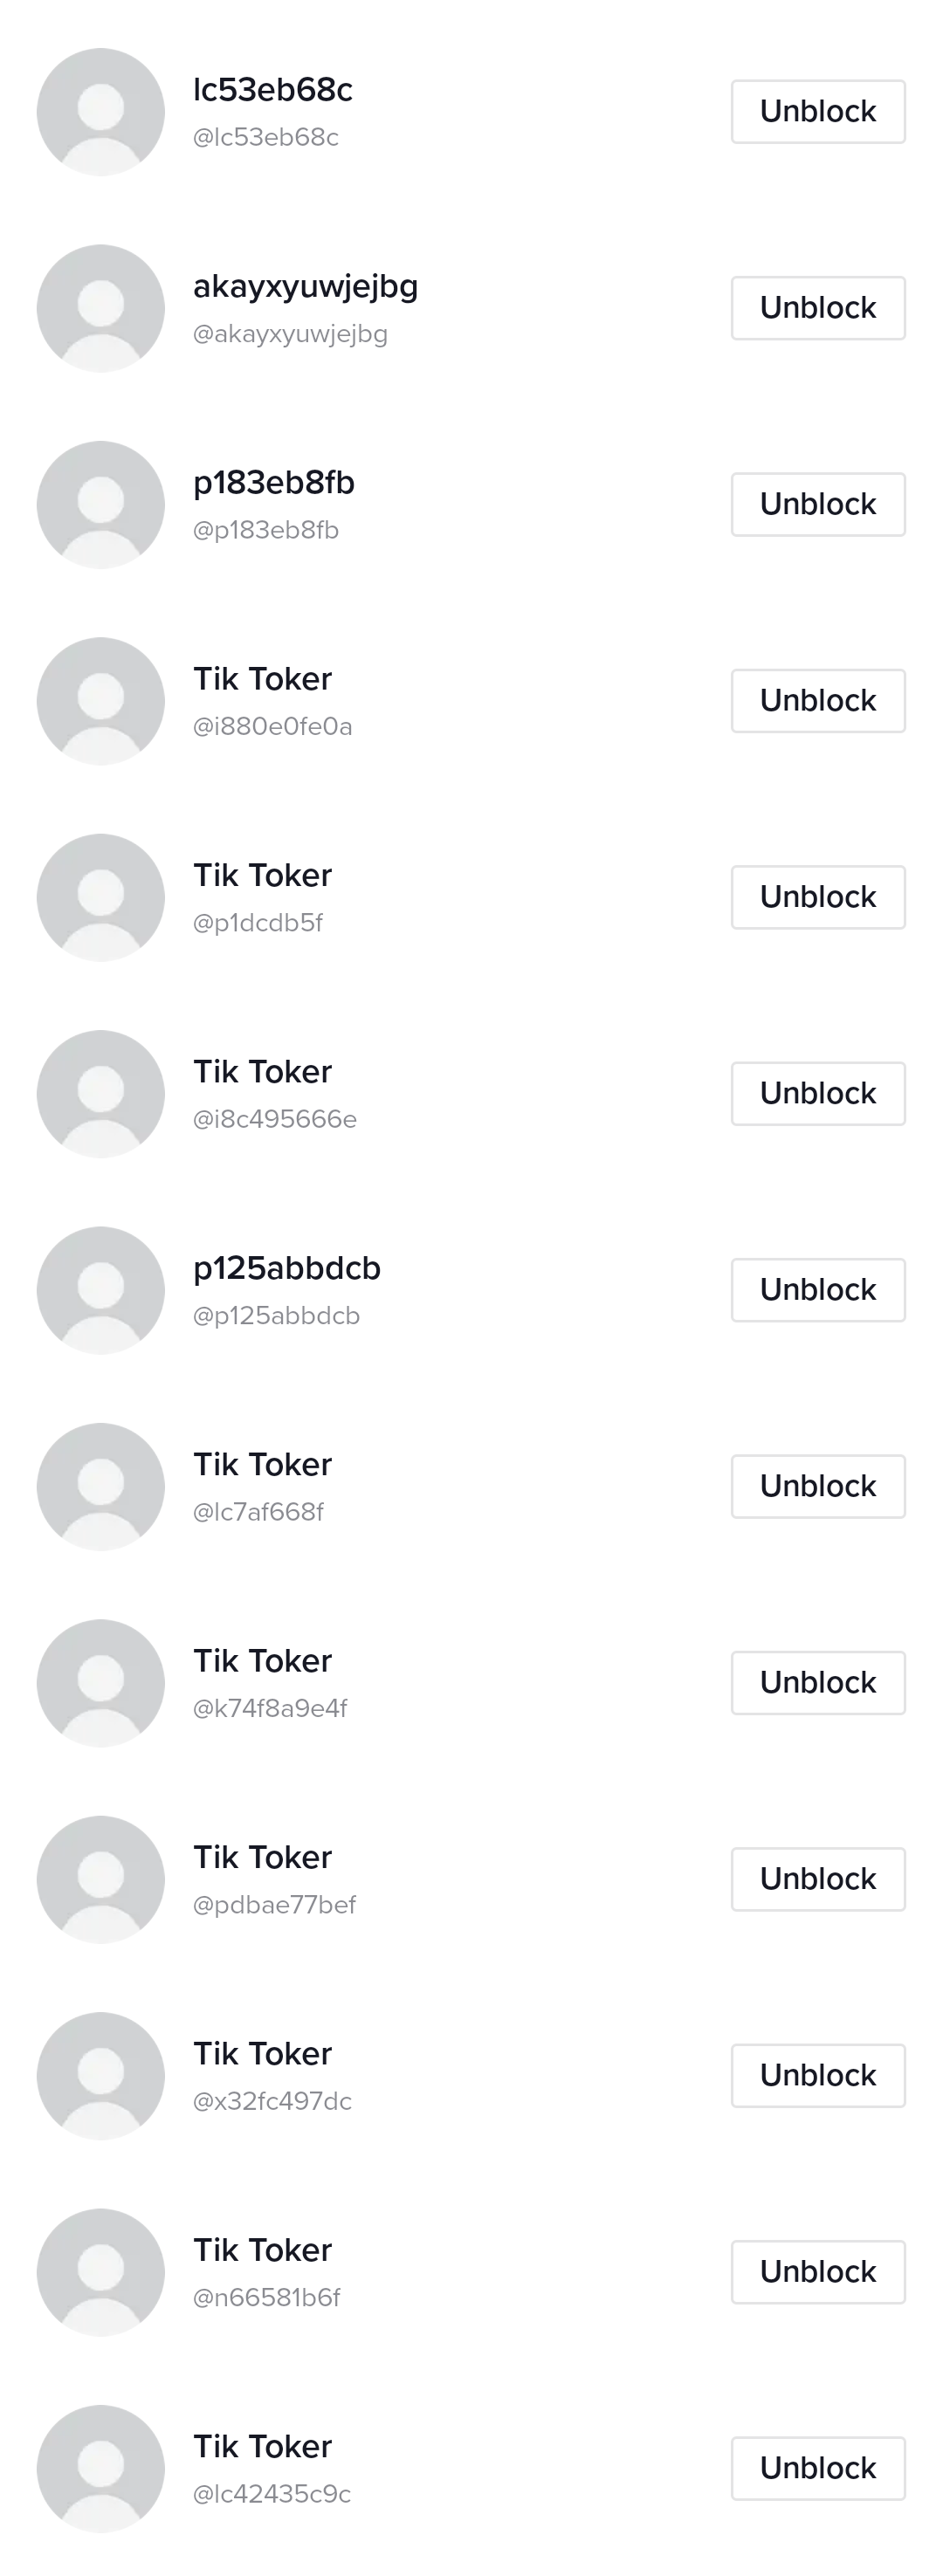 lc53eb68c
@lc53eb68c
Unblock
akayxyuwjejbg
@akayxyuwjejbg
Unblock
p183eb8fb
@p183eb8fb
Unblock
Tik Toker
@i880e0fe0a
Unblock
Tik Toker
@p1dcdb5f
Unblock
Tik Toker
@i8c495666e
Unblock
p125abbdcb
@p125abbdcb
Unblock
Tik Toker
@lc7af668f
Unblock
Tik Toker
@k74f8a9e4f
Unblock
Tik Toker
@pdbae77bef
Unblock
Tik Toker
@x32fc497dc
Unblock
Tik Toker
@n66581b6f
Unblock
Tik Toker
@lc42435c9c
Unblock